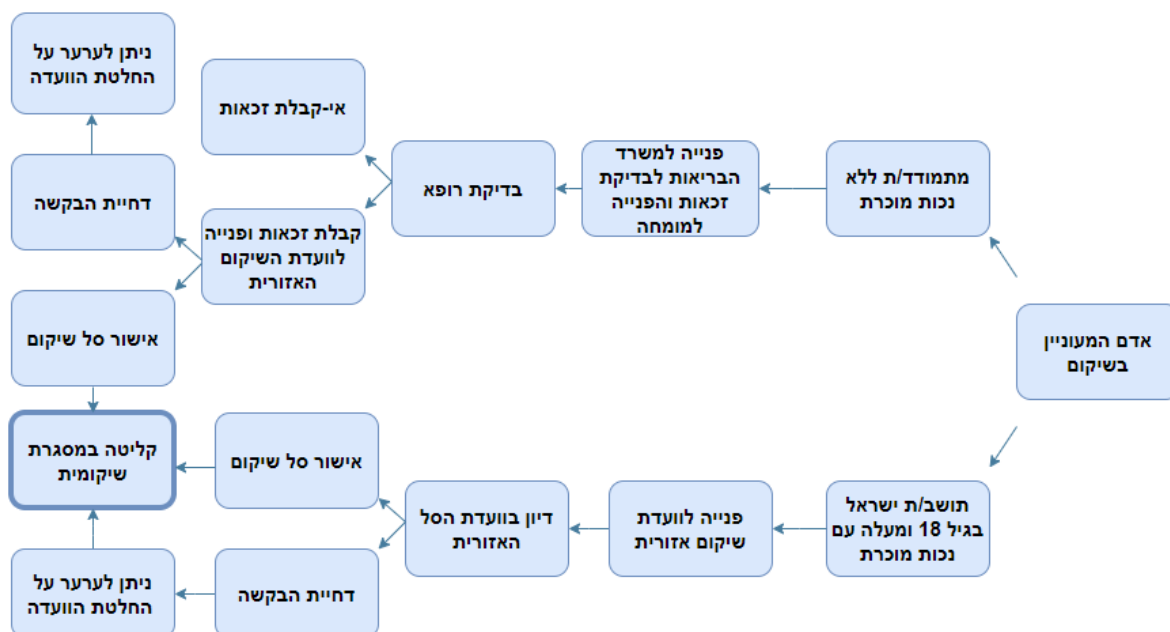 אדם המעוניין
בשיקום
מתמודד/ת ללא
נכות מוכרת
פנייה למשרד
הבריאות לבדיקת
זכאות והפנייה
למומחה
בדיקת רופא
אי-קבלת זכאות
קבלת זכאות ופנייה
לוועדת השיקום
האזורית
דחיית הבקשה
ניתן לערער על
החלטת הוועדה
אישור סל שיקום
קליטה במסגרת
שיקומית
תושב/ת ישראל
בגיל 18 ומעלה עם
נכות מוכרת
פנייה לוועדת
שיקום אזורית
דיון בוועדת הסל
האזורית
אישור סל שיקום
דחיית הבקשה
ניתן לערער על
החלטת הוועדה